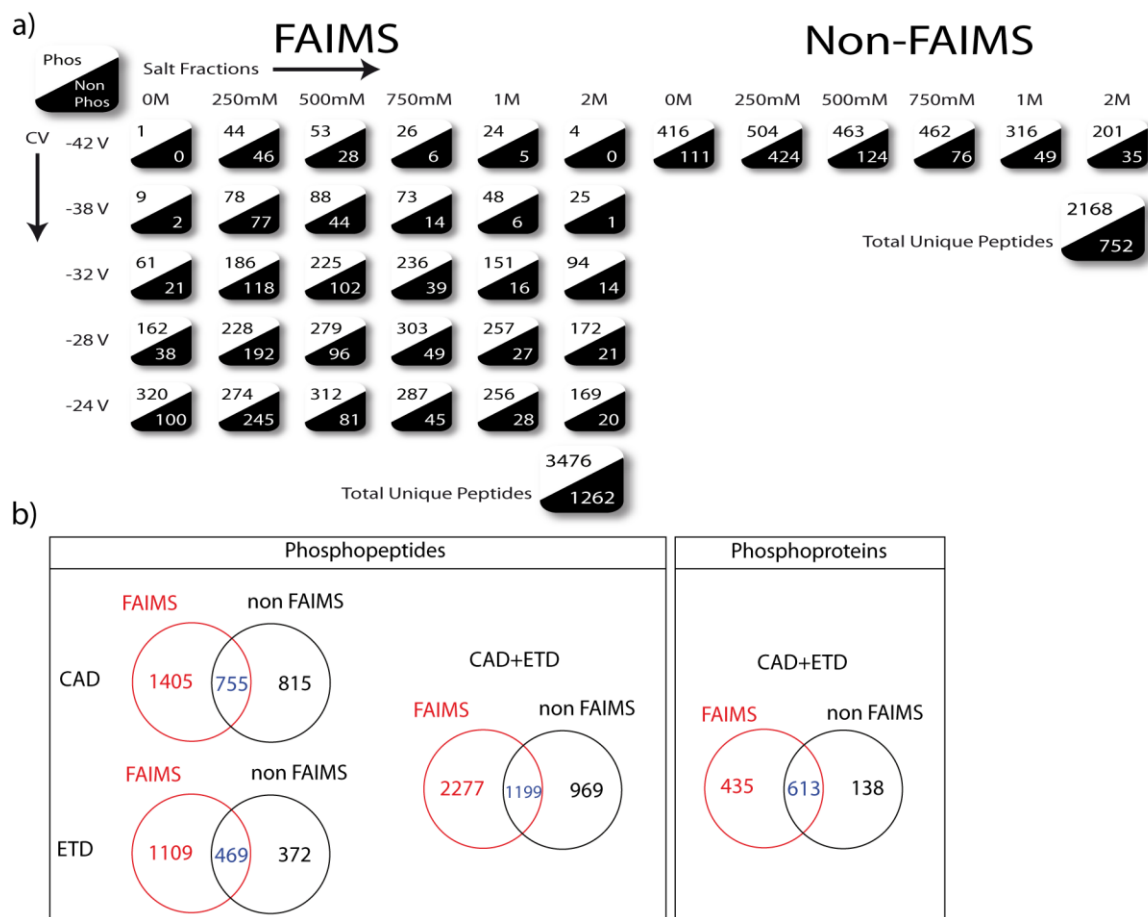 a)
FAIMS
Non-FAIMS
Phos
Non
Phos
Salt Fractions
0M 250mM 500mM 750mM 1M 2M 0M 250mM 500mM 750mM 1M 2M
CV
-42 V 1 0 44 46 53 28 26 6 24 5 4 0 416 111 504 424 463 124 462 76 316 49 201 35
-38 V 9 2 78 77 88 44 73 14 48 6 25 1
Total Unique Peptides 2168 752
-32 V 61 21 186 118 225 102 236 39 151 16 94 14
-28 V 162 38 228 192 279 96 303 49 257 27 172 21
-24 V 320 100 274 245 312 81 287 45 256 28 169 20
Total Unique Peptides 3476 1262
b)
Phosphopeptides
Phosphoproteins
FAIMS non FAIMS
CAD 1405 755 815
FAIMS non FAIMS
ETD 1109 469 372
CAD+ETD
FAIMS non FAIMS
2277 1199 969
CAD+ETD
FAIMS non FAIMS
435 613 138